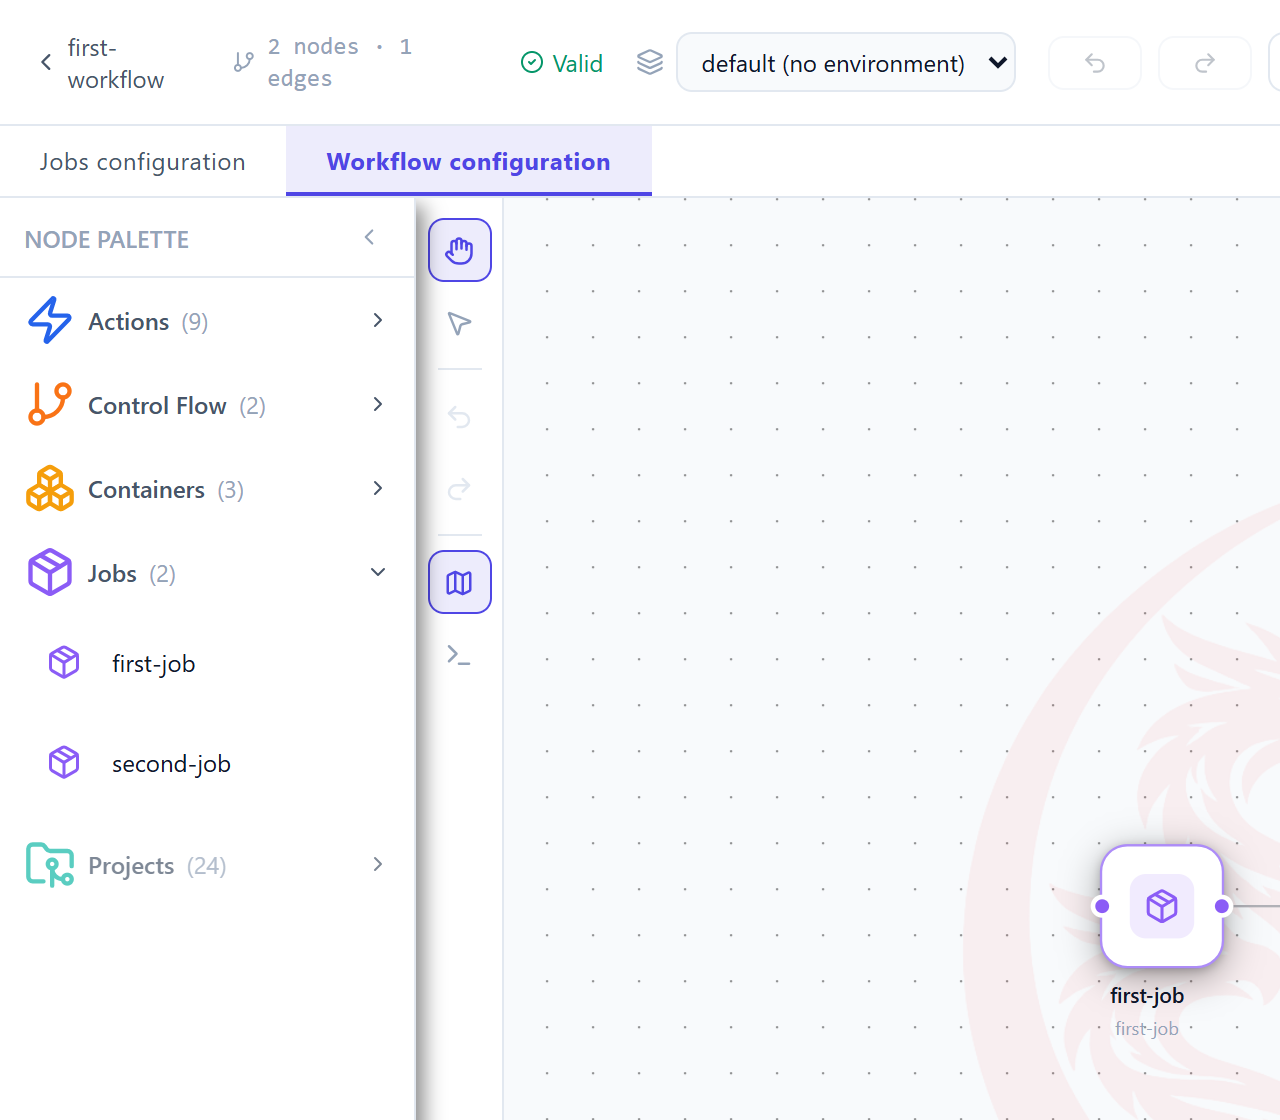 first-
workflow
2 nodes · 1
edges
Valid
default (no environment)
Jobs configuration
Workflow configuration
NODE PALETTE
Actions (9)
Control Flow (2)
Containers (3)
Jobs (2)
first-job
second-job
Projects (24)
first-job
first-job